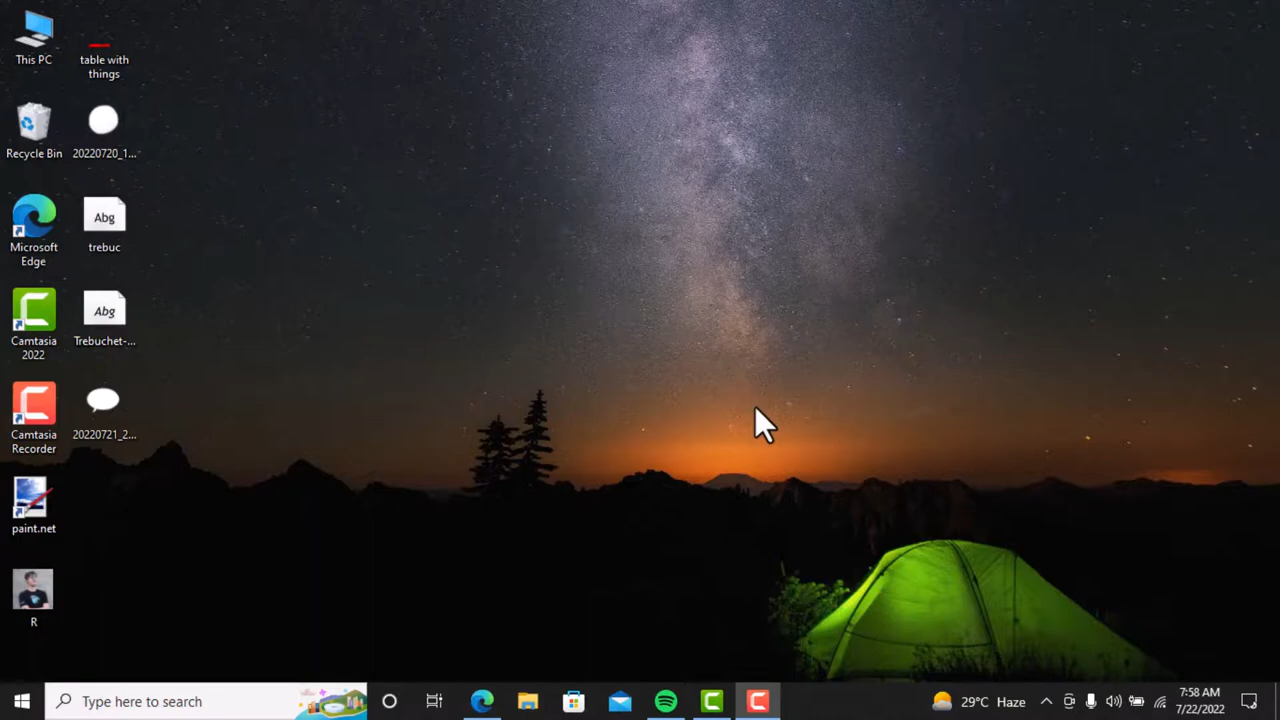 This PC
table with
things
Recycle Bin
20220720_1...
Microsoft
Edge
Abg
trebuc
Camtasia
2022
Abg
Trebuchet-...
Camtasia
Recorder
20220721_2...
paint.net
R
Type here to search
29°C Haze
7:58 AM
7/22/2022